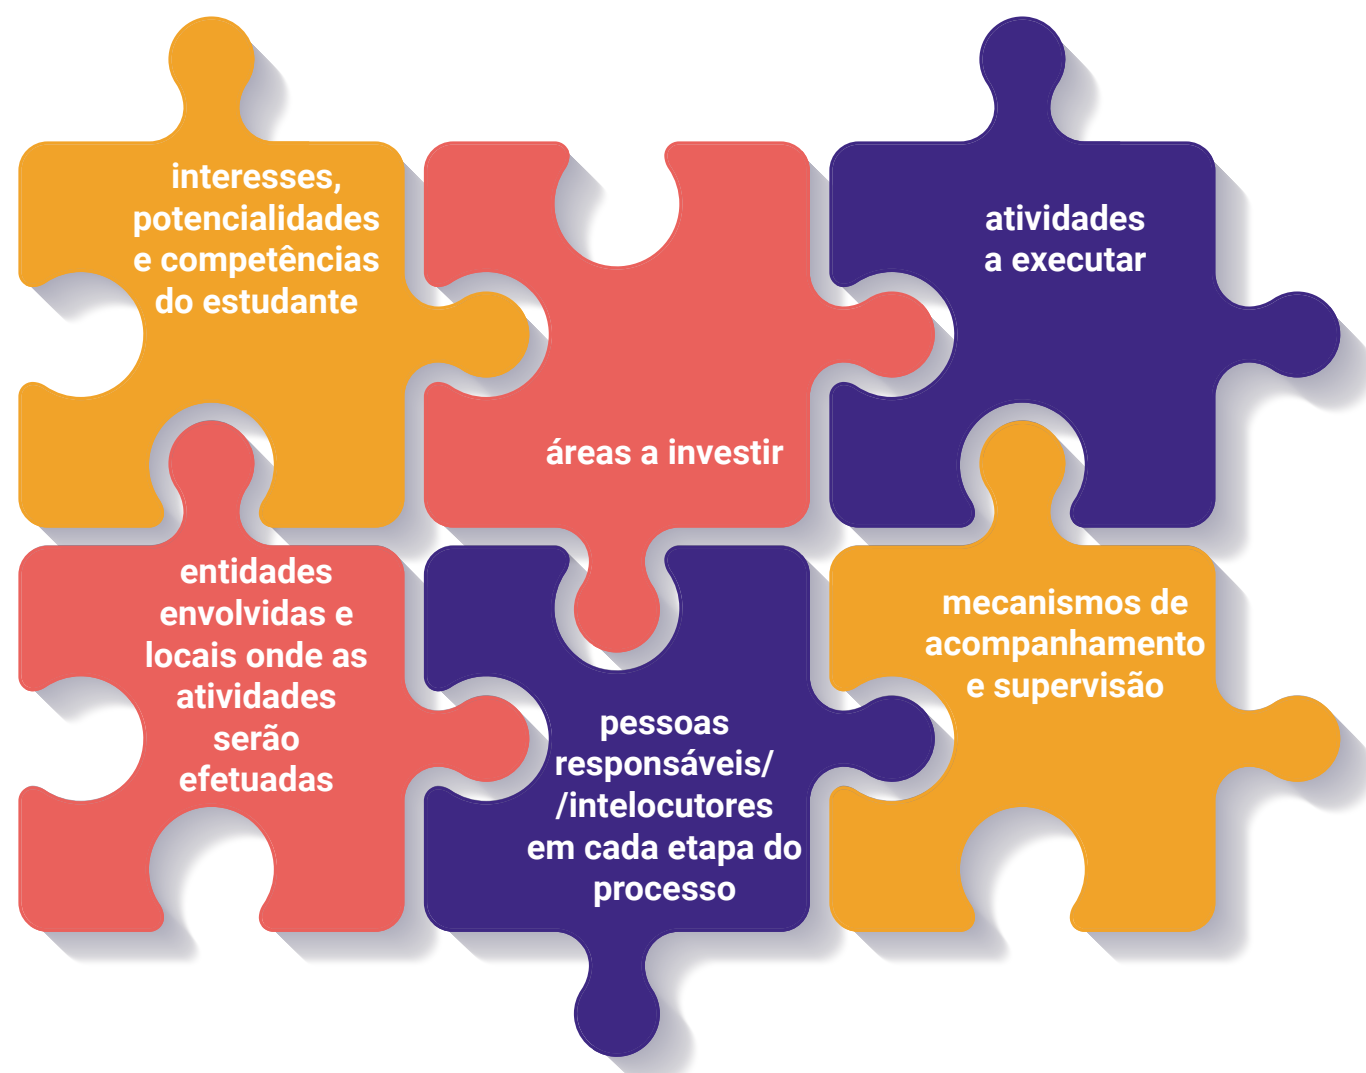 interesses,
potencialidades
e competências
do estudante
áreas a investir
atividades
a executar
entidades
envolvidas e
locais onde as
atividades
serão
efetuadas
pessoas
responsáveis/
/intelocutores
em cada etapa do
processo
mecanismos de
acompanhamento
e supervisão